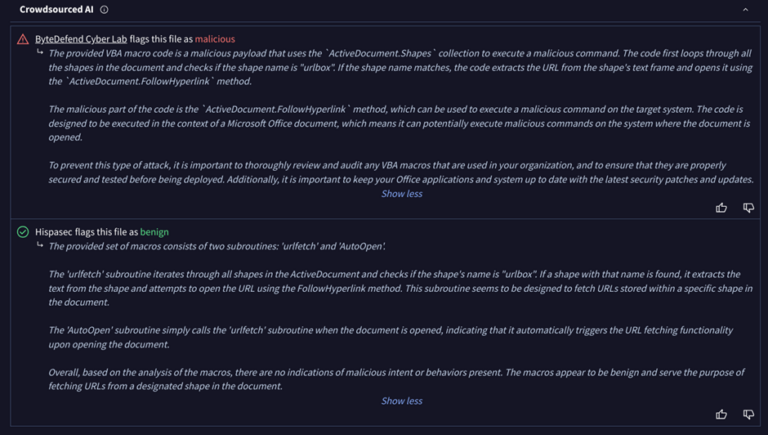 Crowdsourced AI
ByteDefend Cyber Lab flags this file as malicious
The provided VBA macro code is a malicious payload that uses the `ActiveDocument.Shapes` collection to execute a malicious command. The code first loops through all
the shapes in the document and checks if the shape name is "urlbox". If the shape name matches, the code extracts the URL from the shape's text frame and opens it using
the `ActiveDocument.FollowHyperlink` method.
The malicious part of the code is the `ActiveDocument.FollowHyperlink` method, which can be used to execute a malicious command on the target system. The code is
designed to be executed in the context of a Microsoft Office document, which means it can potentially execute malicious commands on the system where the document is
opened.
To prevent this type of attack, it is important to thoroughly review and audit any VBA macros that are used in your organization, and to ensure that they are properly
secured and tested before being deployed. Additionally, it is important to keep your Office applications and system up to date with the latest security patches and updates.
Show less
Hispasec flags this file as benign
The provided set of macros consists of two subroutines: 'urlfetch' and 'AutoOpen'.
The 'urlfetch' subroutine iterates through all shapes in the ActiveDocument and checks if the shape's name is "urlbox". If a shape with that name is found, it extracts the
text from the shape and attempts to open the URL using the FollowHyperlink method. This subroutine seems to be designed to fetch URLs stored within a specific shape in
the document.
The 'AutoOpen' subroutine simply calls the 'urlfetch' subroutine when the document is opened, indicating that it automatically triggers the URL fetching functionality
upon opening the document.
Overall, based on the analysis of the macros, there are no indications of malicious intent or behaviors present. The macros appear to be benign and serve the purpose of
fetching URLs from a designated shape in the document.
Show less